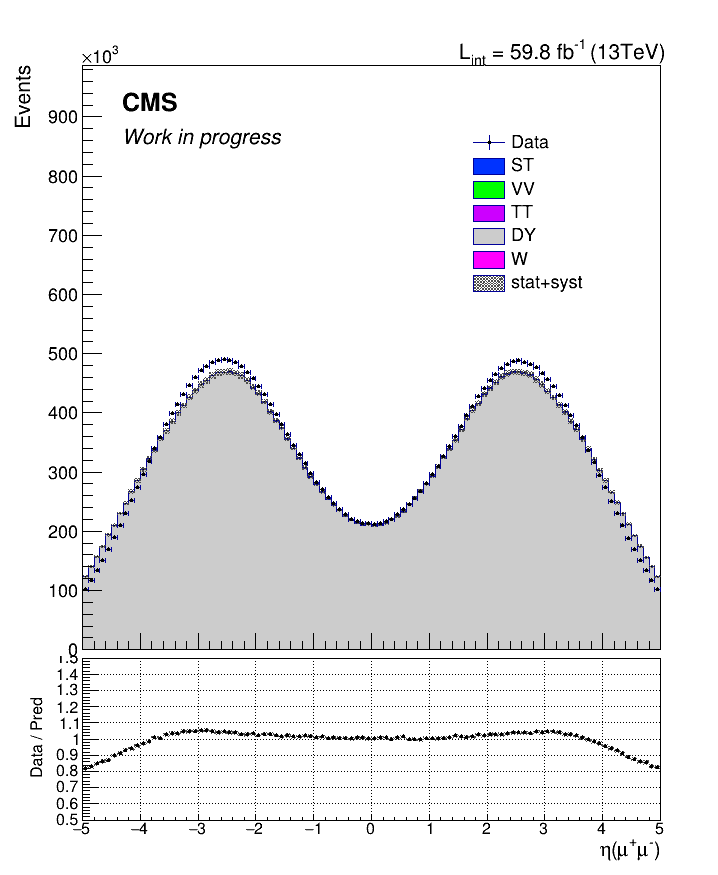 ×10³
L_int = 59.8 fb⁻¹ (13TeV)
Events
CMS
Work in progress
Data
ST
VV
TT
DY
W
stat+syst
900
800
700
600
500
400
300
200
100
0
Data / Pred
1.5
1.4
1.3
1.2
1.1
1
0.9
0.8
0.7
0.6
0.5
−5 −4 −3 −2 −1 0 1 2 3 4 5
η(μ⁺μ⁻)